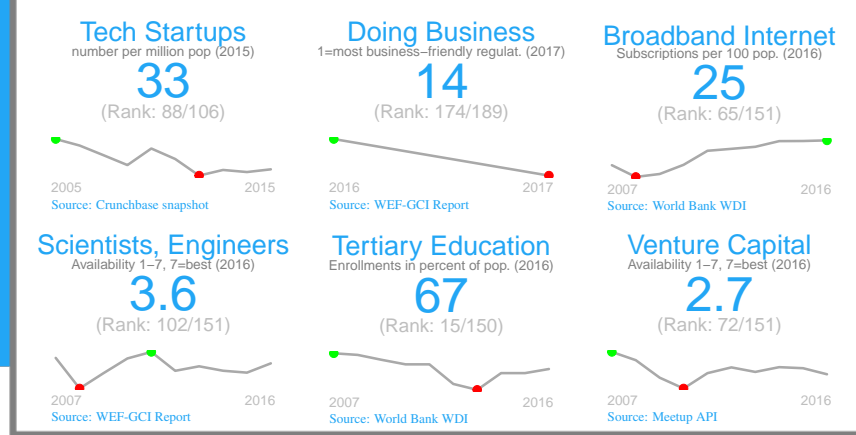 Tech Startups
number per million pop (2015)
33
(Rank: 88/106)
2005 2015
Source: Crunchbase snapshot
Doing Business
1=most business−friendly regulat. (2017)
14
(Rank: 174/189)
2016 2017
Source: WEF-GCI Report
Broadband Internet
Subscriptions per 100 pop. (2016)
25
(Rank: 65/151)
2007 2016
Source: World Bank WDI
Scientists, Engineers
Availability 1−7, 7=best (2016)
3.6
(Rank: 102/151)
2007 2016
Source: WEF-GCI Report
Tertiary Education
Enrollments in percent of pop. (2016)
67
(Rank: 15/150)
2007 2016
Source: World Bank WDI
Venture Capital
Availability 1−7, 7=best (2016)
2.7
(Rank: 72/151)
2007 2016
Source: Meetup API